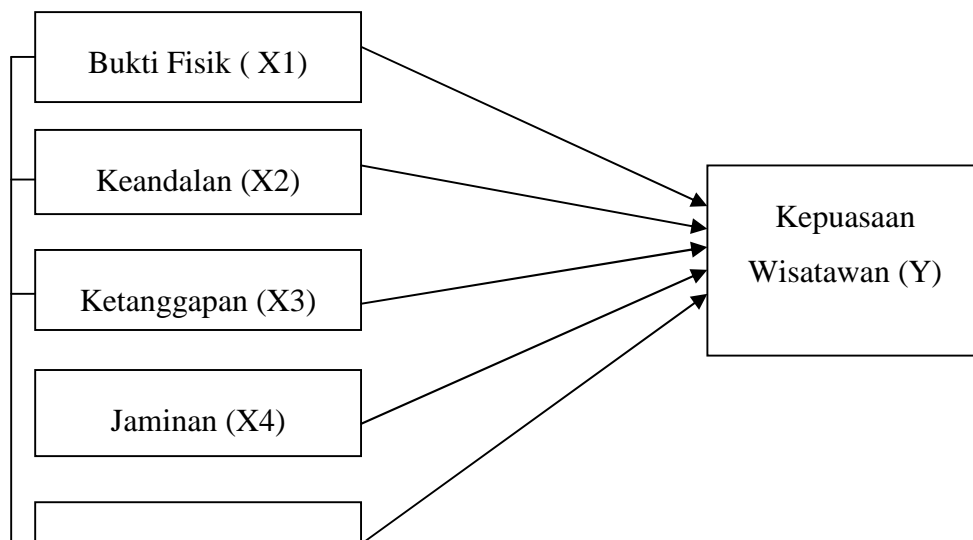 Bukti Fisik ( X1)
Keandalan (X2)
Ketanggapan (X3)
Jaminan (X4)
Kepuasaan
Wisatawan (Y)